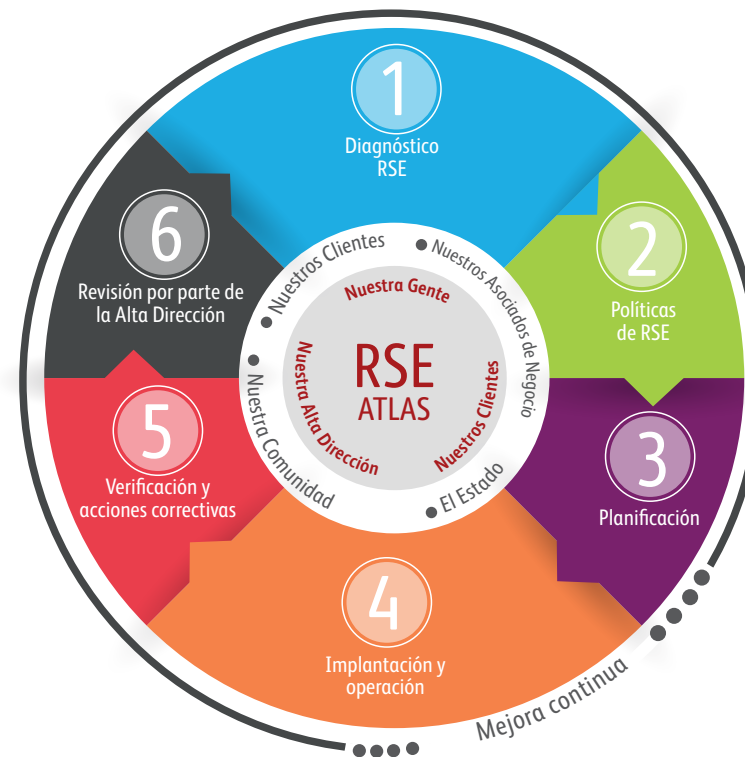 1
Diagnóstico
RSE
2
Políticas
de RSE
3
Planificación
4
Implantación y
operación
5
Verificación y
acciones correctivas
6
Revisión por parte de
la Alta Dirección
Nuestros Clientes
Nuestros Asociados de Negocio
El Estado
Nuestra Comunidad
Nuestra Gente
Nuestros Clientes
Nuestra Alta Dirección
RSE
ATLAS
Mejora continua